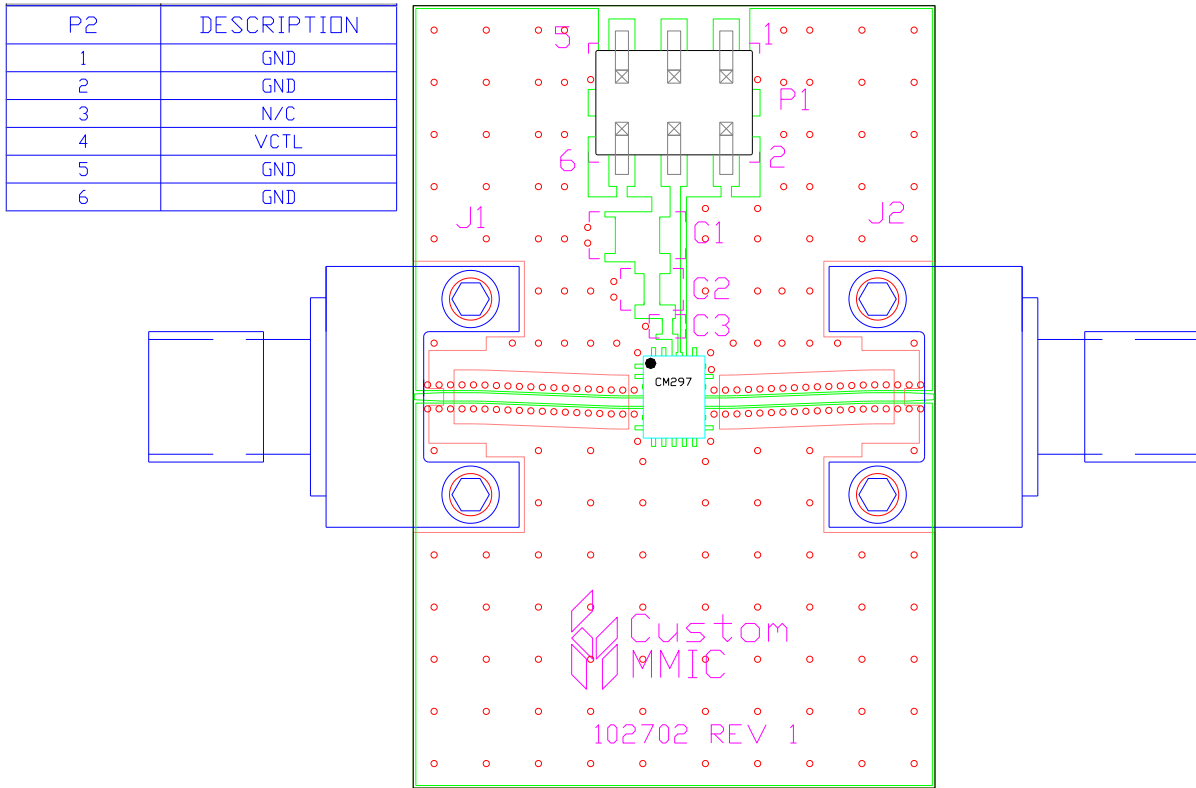 P2 DESCRIPTION
1 GND
2 GND
3 N/C
4 VCTL
5 GND
6 GND
5 1
P1
6 2
J1 J2
C1
C2
C3
CM297
Custom
MMIC
102702 REV 1